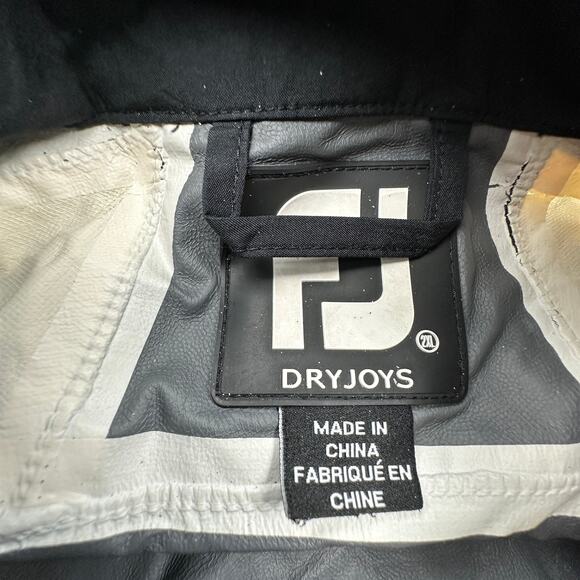 FJ
2XL
DRYJOYS
MADE IN
CHINA
FABRIQUÉ EN
CHINE